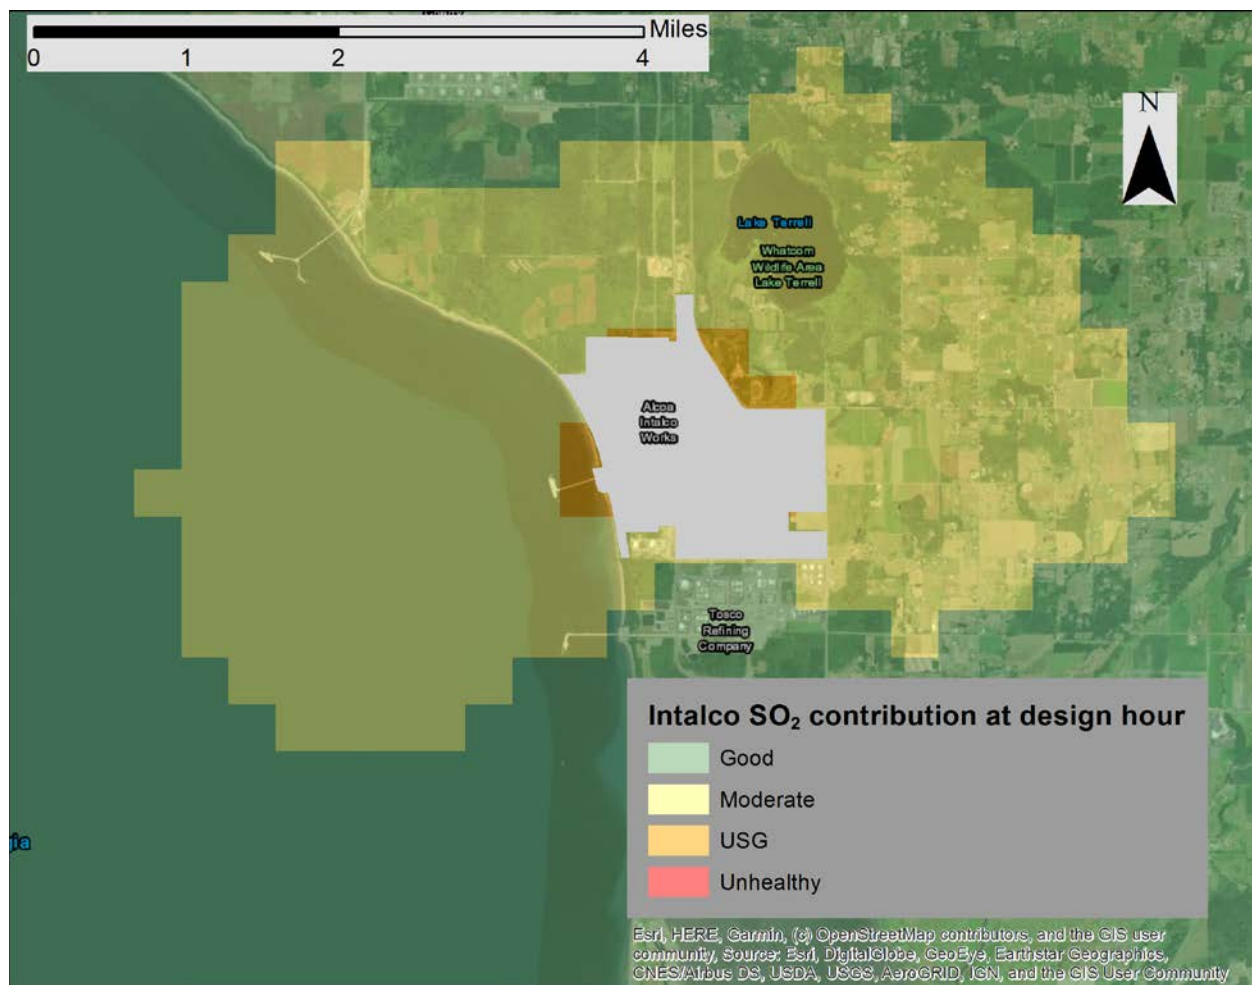 Miles
0 1 2 4
N
Lake Terrell
Whatcom
Wildlife Area
Lake Terrell
Alcoa
Intalco
Works
Tosco
Refining
Company
Intalco SO₂ contribution at design hour
Good
Moderate
USG
Unhealthy
gia
Esri, HERE, Garmin, (c) OpenStreetMap contributors, and the GIS user
community, Source: Esri, DigitalGlobe, GeoEye, Earthstar Geographics,
CNES/Airbus DS, USDA, USGS, AeroGRID, IGN, and the GIS User Community